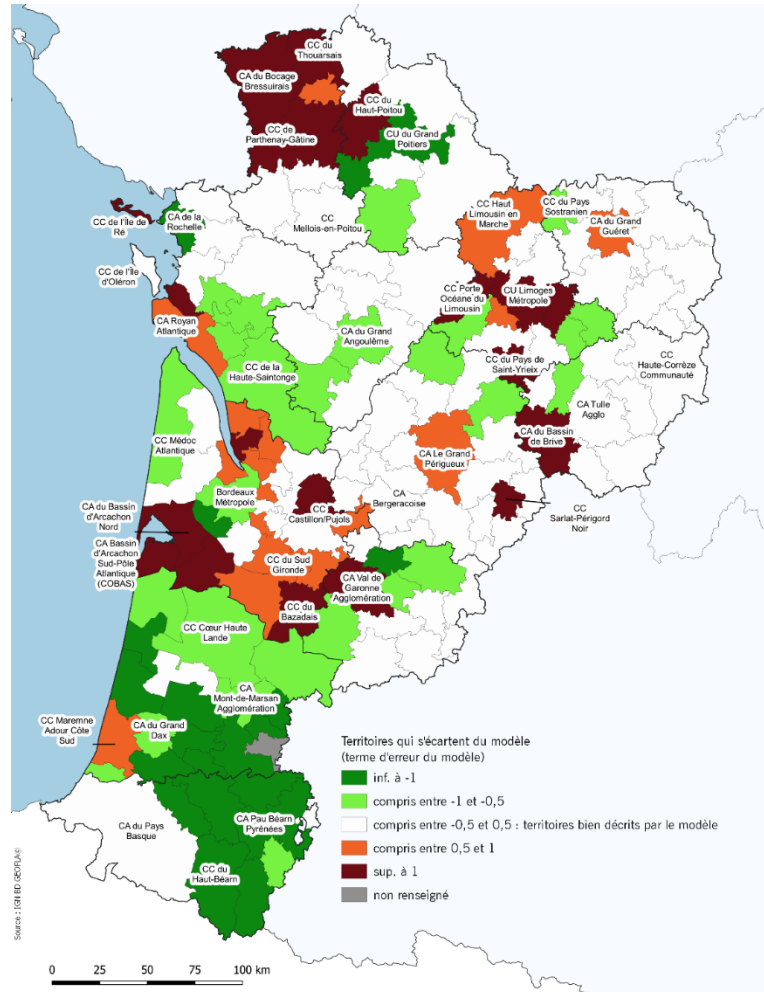 CC du
Thouarsais
CA du Bocage
Bressuirais
CC du
Haut-Poitou
CC de
Parthenay-Gâtine
CU du Grand
Poitiers
CC de l'Île de
Ré
CA de la
Rochelle
CC
Mellois-en-Poitou
CC Haut
Limousin en
Marche
CC du Pays
Sostranien
CA du Grand
Guéret
CC de l'Île
d'Oléron
CA Royan
Atlantique
CC Porte
Océane du
Limousin
CU Limoges
Métropole
CA du Grand
Angoulême
CC de la
Haute-Saintonge
CC du Pays de
Saint-Yrieix
CC
Haute-Corrèze
Communauté
CA Tulle
Agglo
CC Médoc
Atlantique
CA du Bassin
de Brive
CA Le Grand
Périgueux
Bordeaux
Métropole
CA
Bergeracoise
CC
Castillon/Pujols
CC
Sarlat-Périgord
Noir
CA du Bassin
d'Arcachon
Nord
CA Bassin
d'Arcachon
Sud-Pôle
Atlantique
(COBAS)
CC du Sud
Gironde
CA Val de
Garonne
Agglomération
CC du
Bazadais
CC Cœur Haute
Lande
CA
Mont-de-Marsan
Agglomération
CC Maremne
Adour Côte
Sud
CA du Grand
Dax
CA du Pays
Basque
CA Pau Béarn
Pyrénées
CC du
Haut-Béarn
Territoires qui s'écartent du modèle
(terme d'erreur du modèle)
inf. à -1
compris entre -1 et -0,5
compris entre -0,5 et 0,5 : territoires bien décrits par le modèle
compris entre 0,5 et 1
sup. à 1
non renseigné
Source : IGN BD GEOFLA®
0 25 50 75 100 km